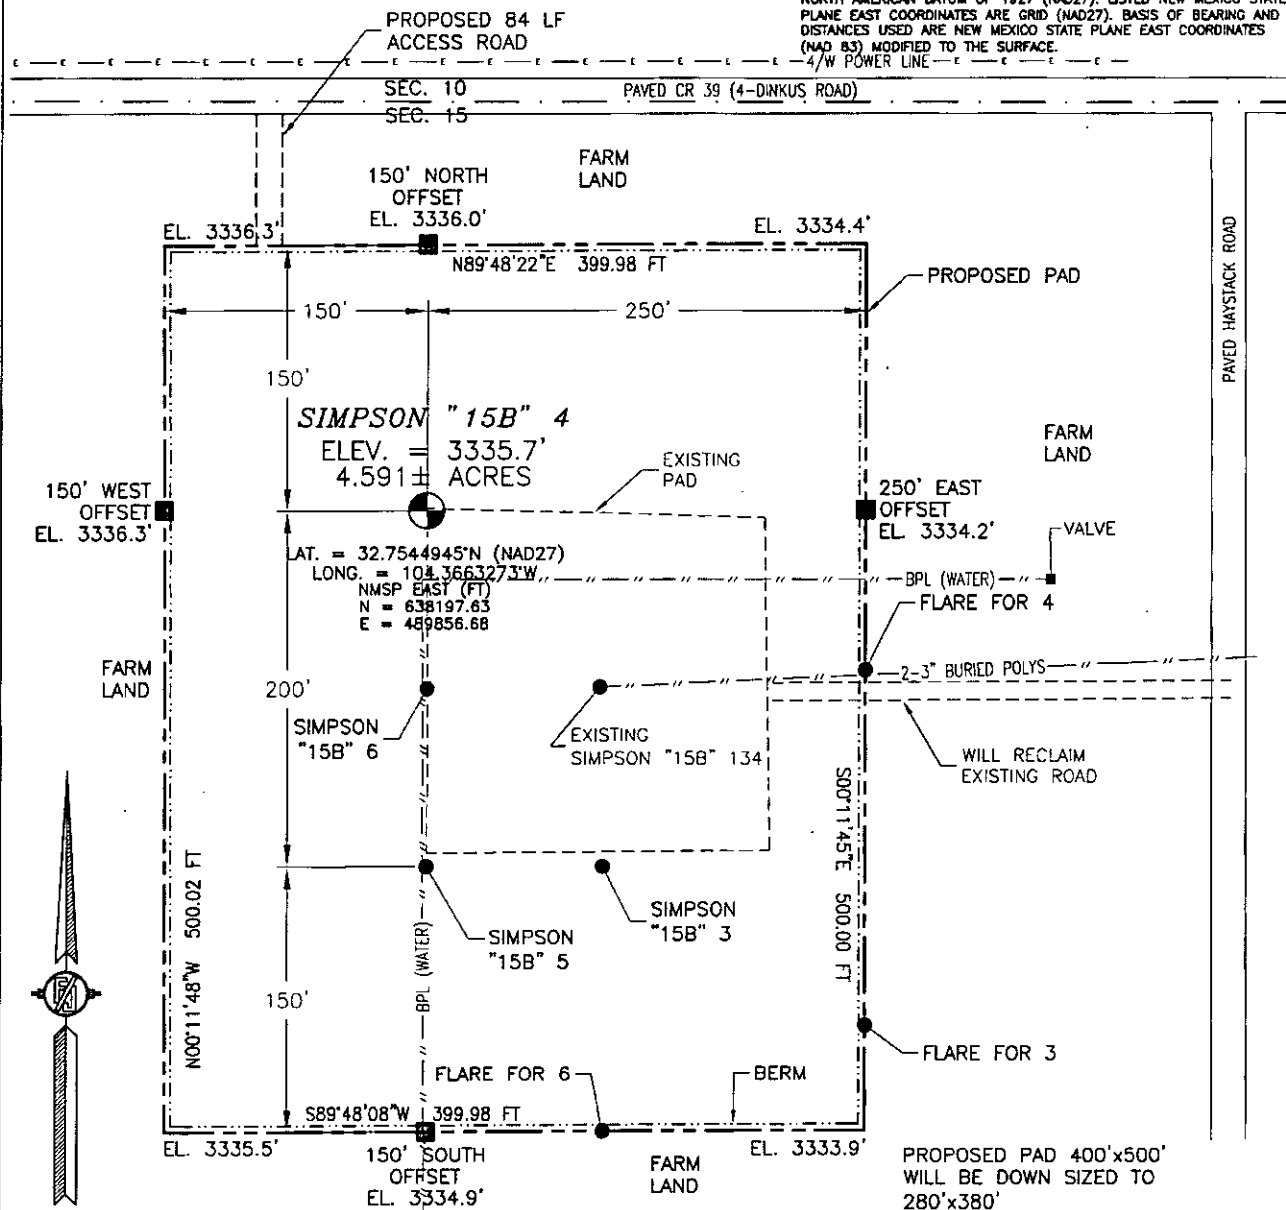 NORTH AMERICAN DATUM OF 1927 (NAD27). LISTED NEW MEXICO STATE
PLANE EAST COORDINATES ARE GRID (NAD27). BASIS OF BEARING AND
DISTANCES USED ARE NEW MEXICO STATE PLANE EAST COORDINATES
(NAD 83) MODIFIED TO THE SURFACE.
PROPOSED 84 LF
ACCESS ROAD
4/W POWER LINE
SEC. 10
PAVED CR 39 (4-DINKUS ROAD)
SEC. 15
FARM
LAND
150' NORTH
OFFSET
EL. 3336.0'
EL. 3336.3'
EL. 3334.4'
N89°48'22"E 399.98 FT
PROPOSED PAD
PAVED HAYSTACK ROAD
150'
250'
150'
SIMPSON "15B" 4
ELEV. = 3335.7'
4.591± ACRES
EXISTING
PAD
FARM
LAND
150' WEST
OFFSET
EL. 3336.3'
250' EAST
OFFSET
EL. 3334.2'
VALVE
LAT. = 32.7544945°N (NAD27)
LONG. = 104.3663273°W
NMSP EAST (FT)
N = 638197.63
E = 489856.68
BPL (WATER)
FLARE FOR 4
FARM
LAND
200'
2-3" BURIED POLYS
SIMPSON
"15B" 6
EXISTING
SIMPSON "15B" 134
WILL RECLAIM
EXISTING ROAD
S00°11'45"E 500.00 FT
N00°11'48"W 500.02 FT
SIMPSON
"15B" 3
SIMPSON
"15B" 5
BPL (WATER)
150'
FLARE FOR 3
FLARE FOR 6
BERM
S89°48'08"W 399.98 FT
EL. 3335.5'
150' SOUTH
OFFSET
EL. 3334.9'
FARM
LAND
EL. 3333.9'
PROPOSED PAD 400'x500'
WILL BE DOWN SIZED TO
280'x380'